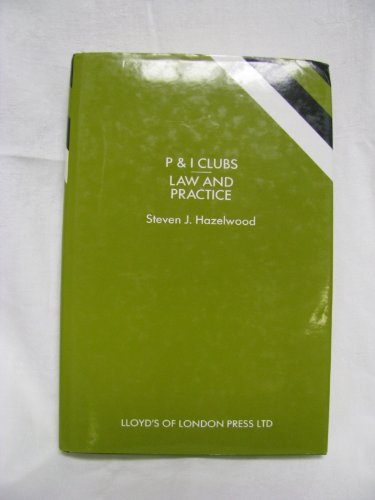 P & I CLUBS
LAW AND
PRACTICE
Steven J. Hazelwood
LLOYD'S OF LONDON PRESS LTD